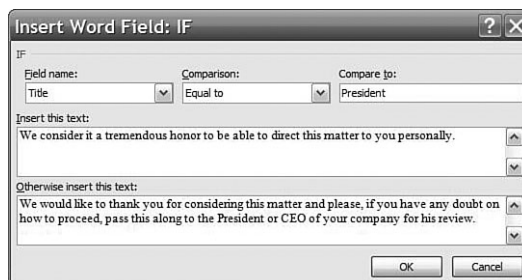 Insert Word Field: IF
IF
Field name:
Comparison:
Compare to:
Title
Equal to
President
Insert this text:
We consider it a tremendous honor to be able to direct this matter to you personally.
Otherwise insert this text:
We would like to thank you for considering this matter and please, if you have any doubt on
how to proceed, pass this along to the President or CEO of your company for his review.
OK
Cancel